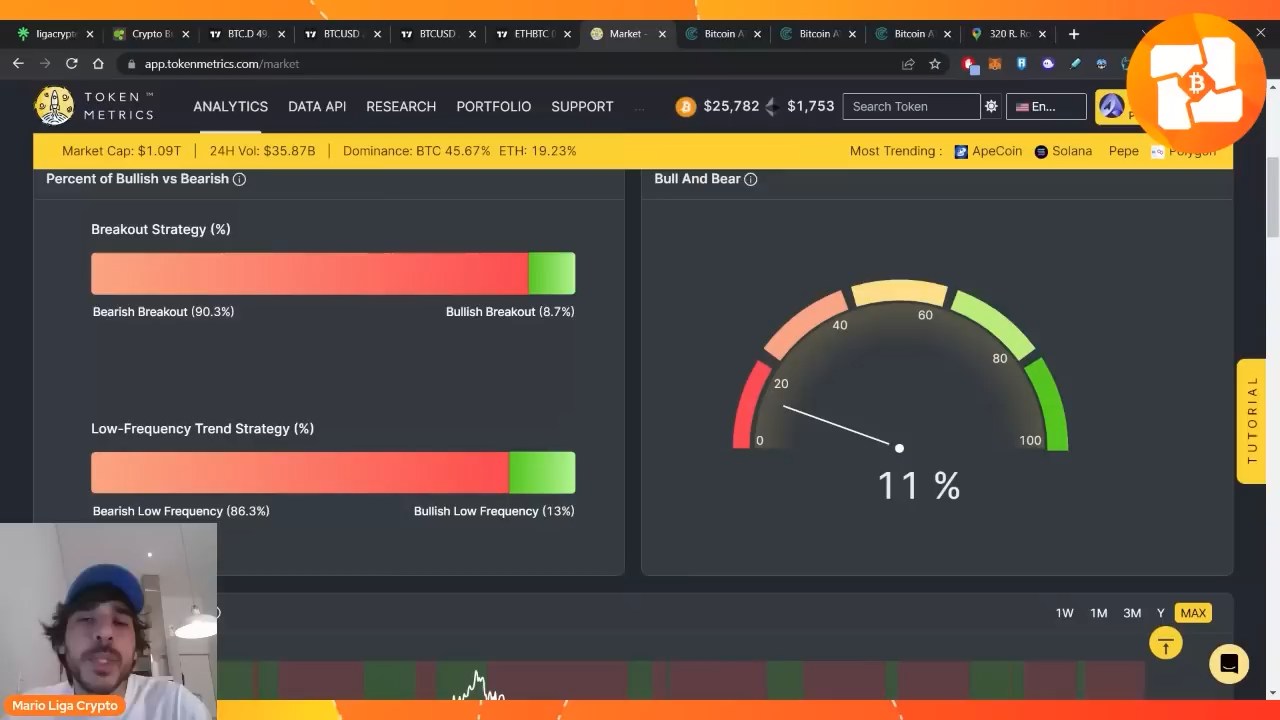 ligacrypt
Crypto B
BTC.D 49.
BTCUSD
BTCUSD
ETHBTC
Market -
Bitcoin A
Bitcoin A
Bitcoin A
320 R. Ro
app.tokenmetrics.com/market
TOKEN ™
METRICS
ANALYTICS
DATA API
RESEARCH
PORTFOLIO
SUPPORT
...
$25,782
$1,753
Search Token
En...
Market Cap: $1.09T | 24H Vol: $35.87B | Dominance: BTC 45.67% ETH: 19.23%
Most Trending : ApeCoin Solana Pepe Polygon
Percent of Bullish vs Bearish
Bull And Bear
Breakout Strategy (%)
Bearish Breakout (90.3%)
Bullish Breakout (8.7%)
Low-Frequency Trend Strategy (%)
Bearish Low Frequency (86.3%)
Bullish Low Frequency (13%)
0
20
40
60
80
100
11 %
TUTORIAL
1W
1M
3M
Y
MAX
Mario Liga Crypto